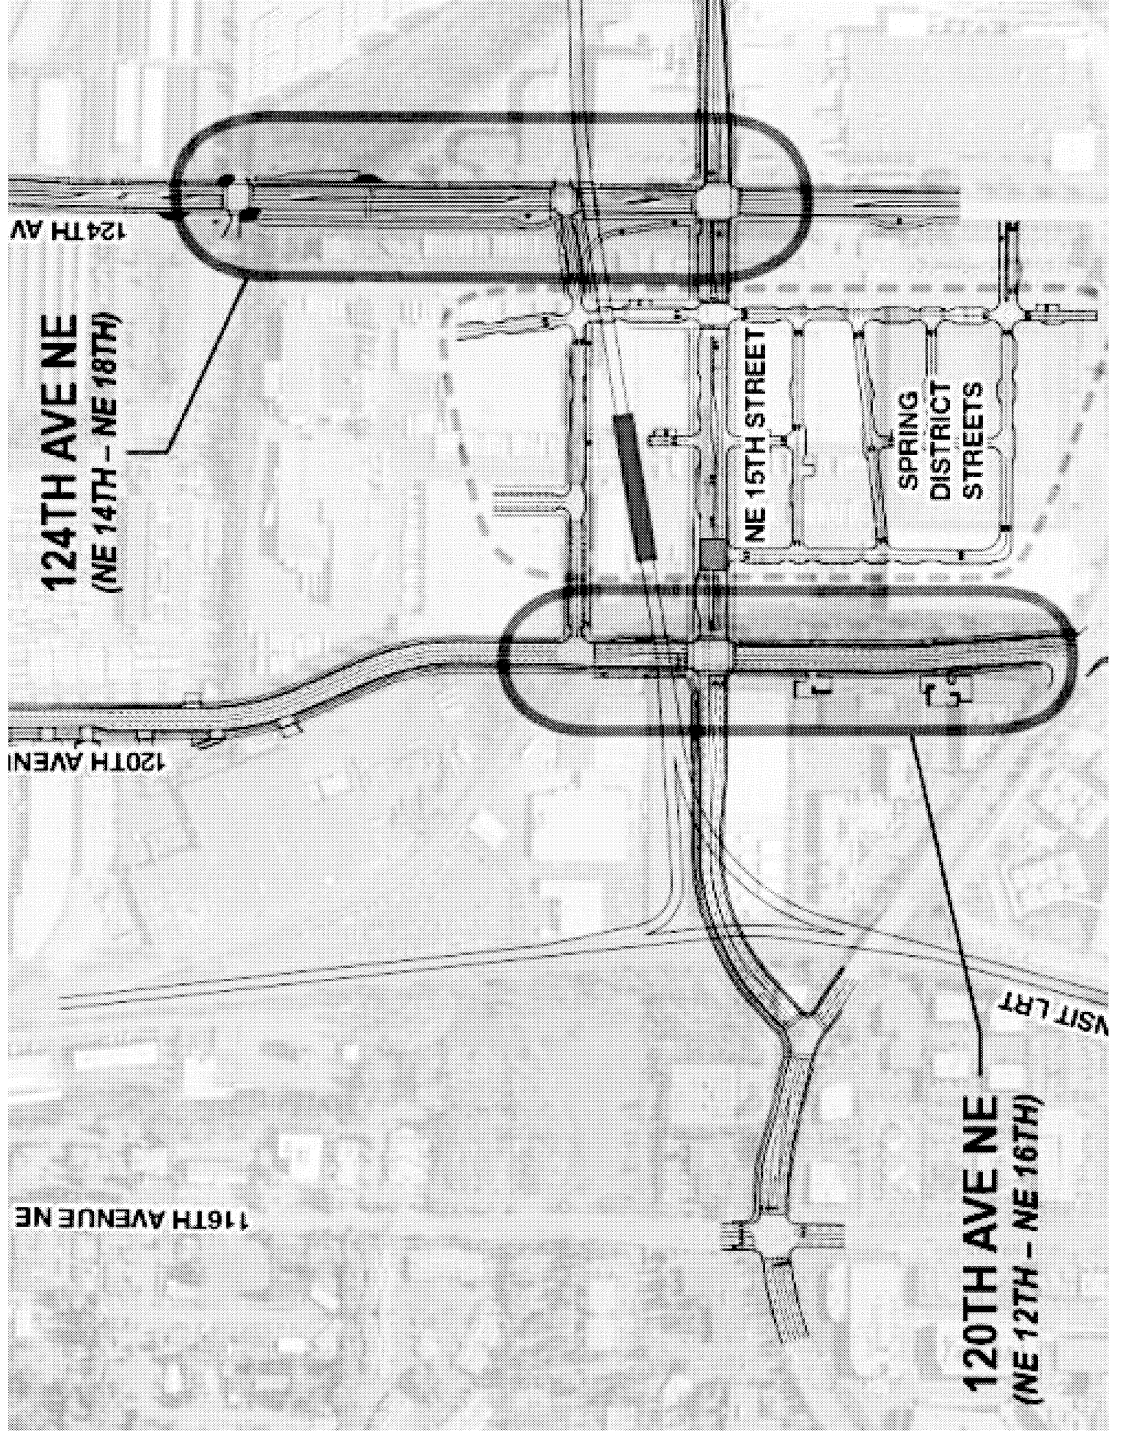 124TH AV
124TH AVE NE
(NE 14TH – NE 18TH)
NE 15TH STREET
SPRING
DISTRICT
STREETS
120TH AVENU
NSIT LRT
116TH AVENUE NE
120TH AVE NE
(NE 12TH – NE 16TH)